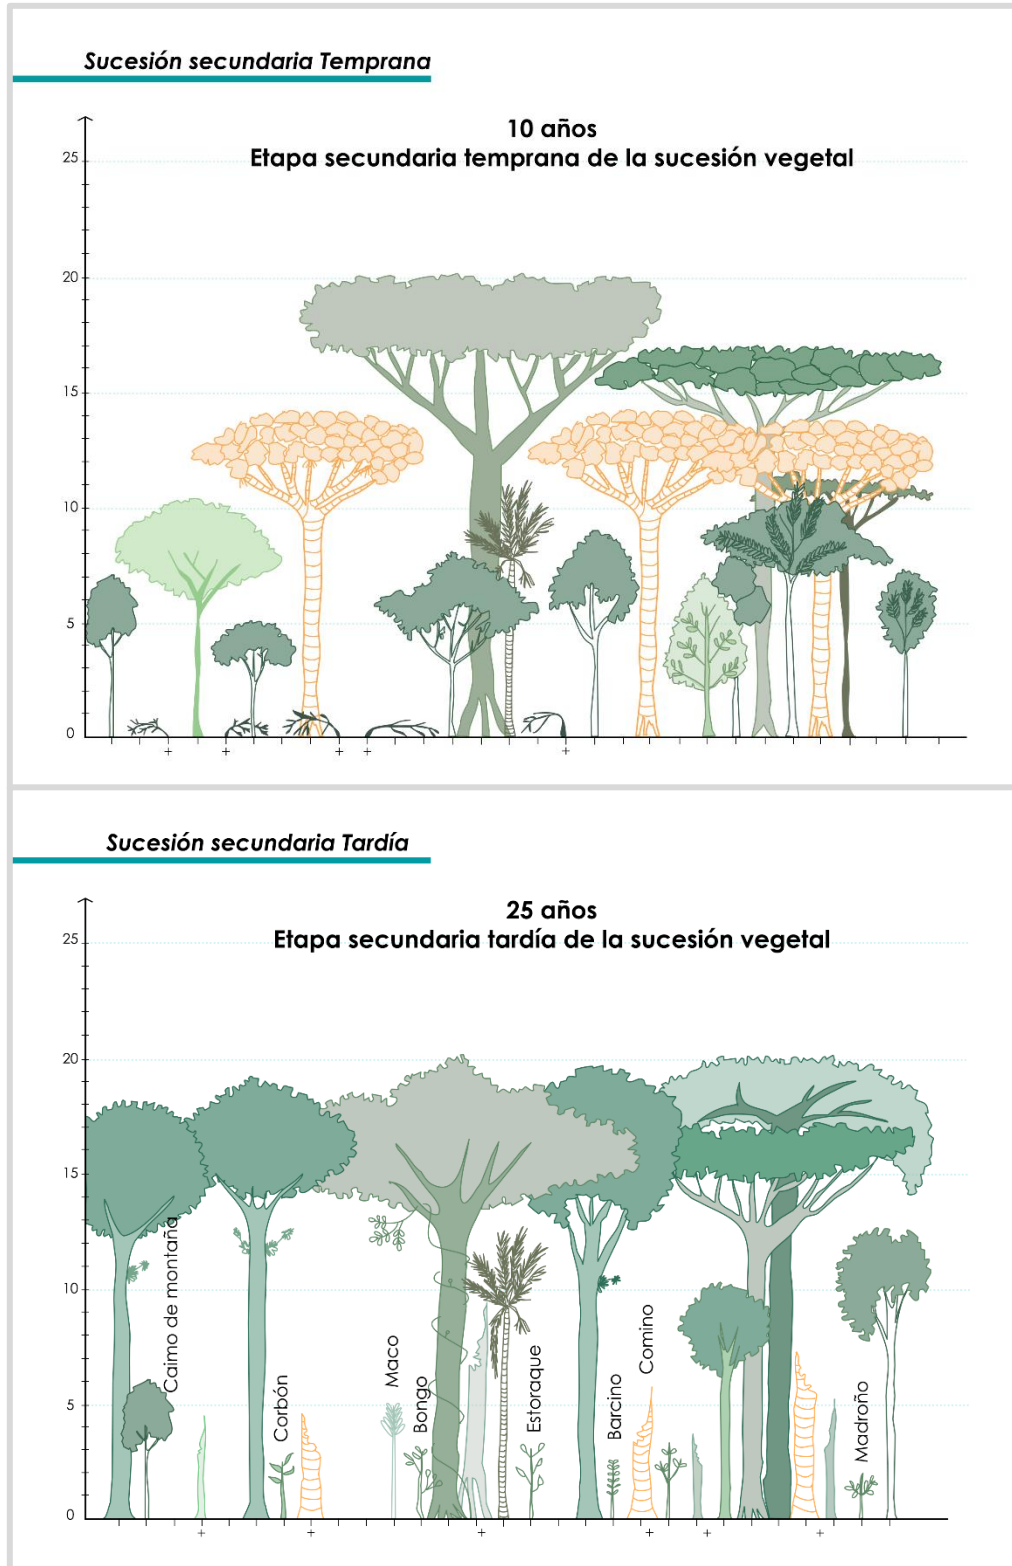 Sucesión secundaria Temprana
10 años
Etapa secundaria temprana de la sucesión vegetal
25
20
15
10
5
0
+ + + + +
Sucesión secundaria Tardía
25 años
Etapa secundaria tardía de la sucesión vegetal
25
20
15
10
5
0
Caimo de montaña
Corbón
Maco
Bongo
Estoraque
Barcino
Comino
Madroño
+ + + + + +